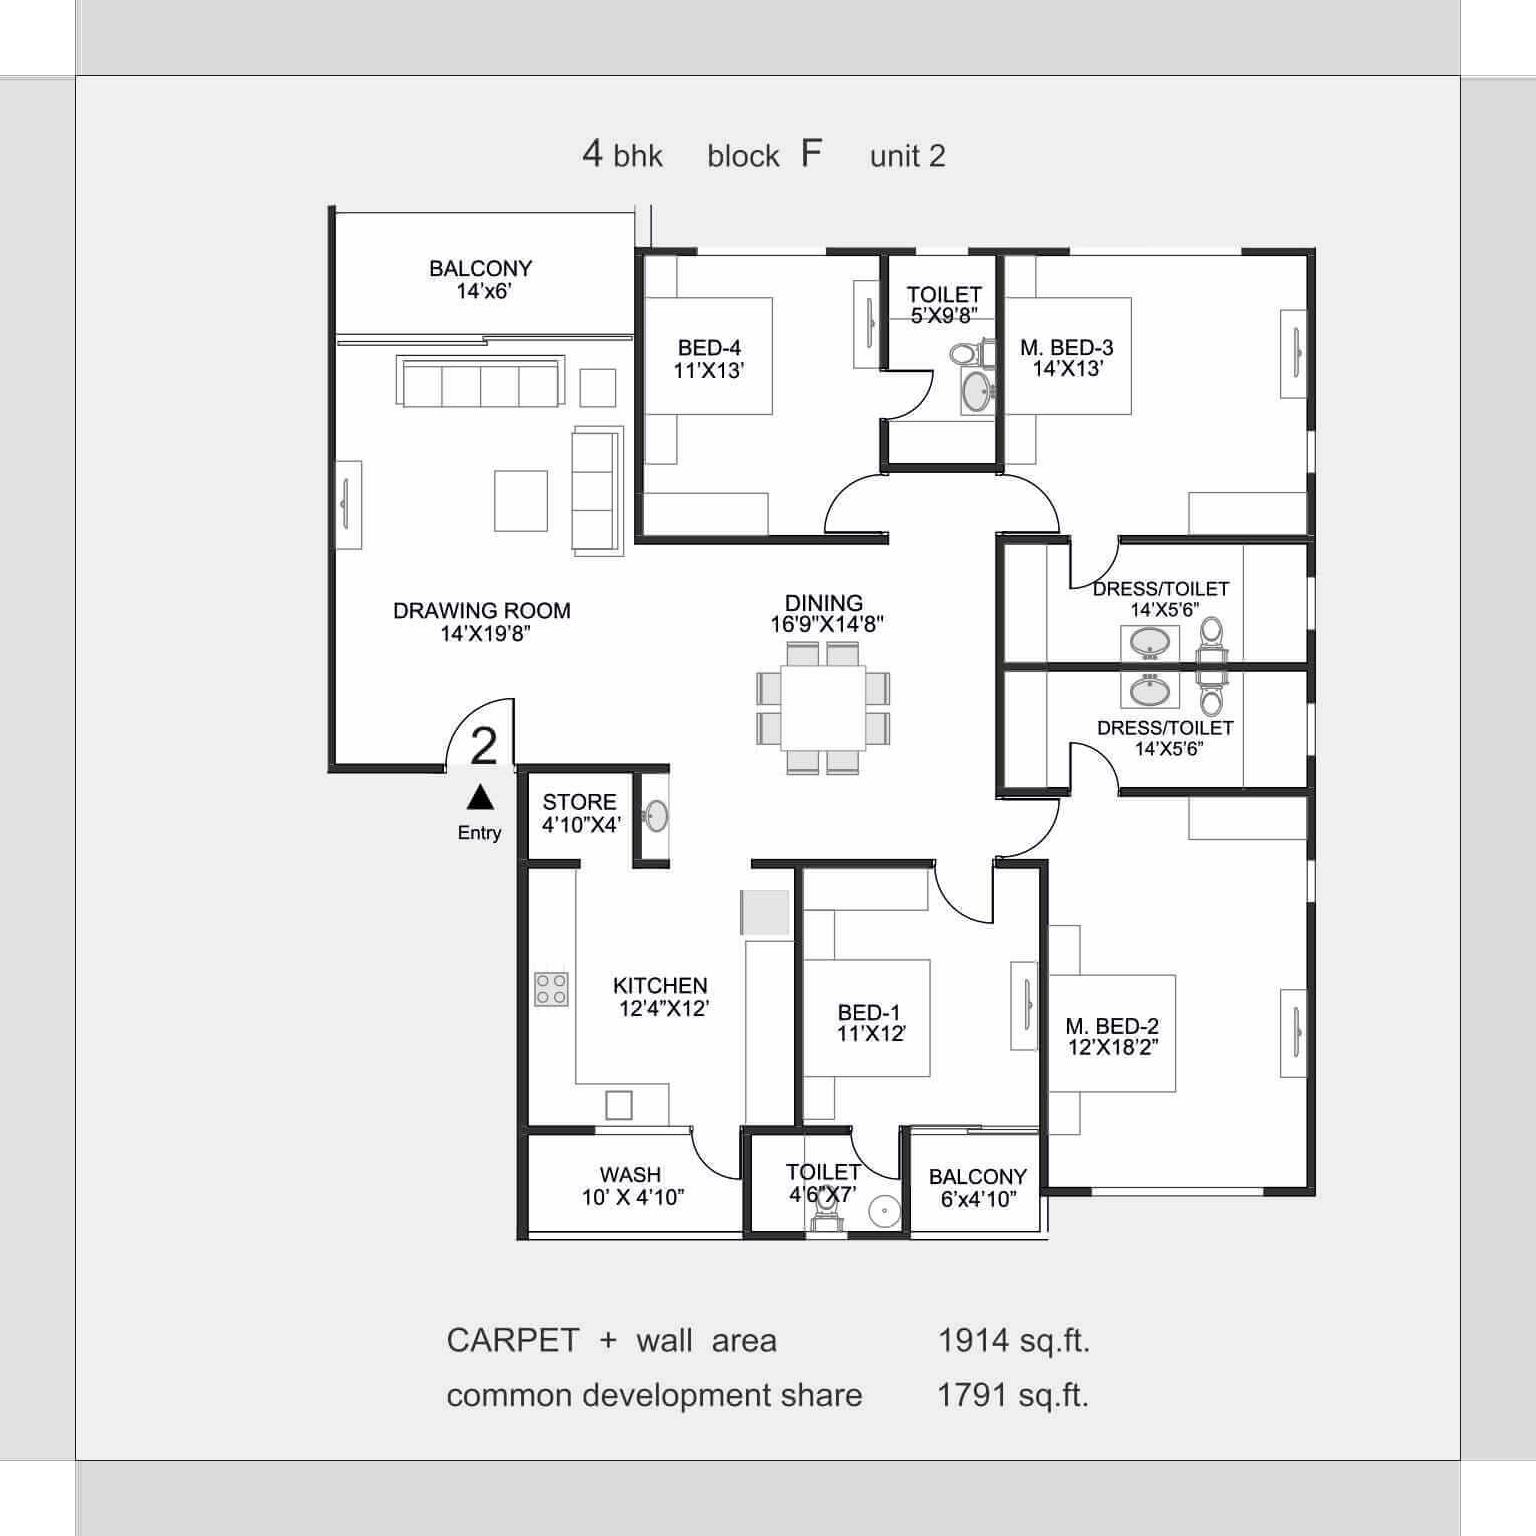 4 bhk block F unit 2
BALCONY
14'x6'
TOILET
5'X9'8"
BED-4
11'X13'
M. BED-3
14'X13'
DRAWING ROOM
14'X19'8"
DINING
16'9"X14'8"
DRESS/TOILET
14'X5'6"
DRESS/TOILET
14'X5'6"
2
Entry
STORE
4'10"X4'
KITCHEN
12'4"X12'
BED-1
11'X12'
M. BED-2
12'X18'2"
WASH
10' X 4'10"
TOILET
4'6"X7'
BALCONY
6'x4'10"
CARPET + wall area 1914 sq.ft.
common development share 1791 sq.ft.